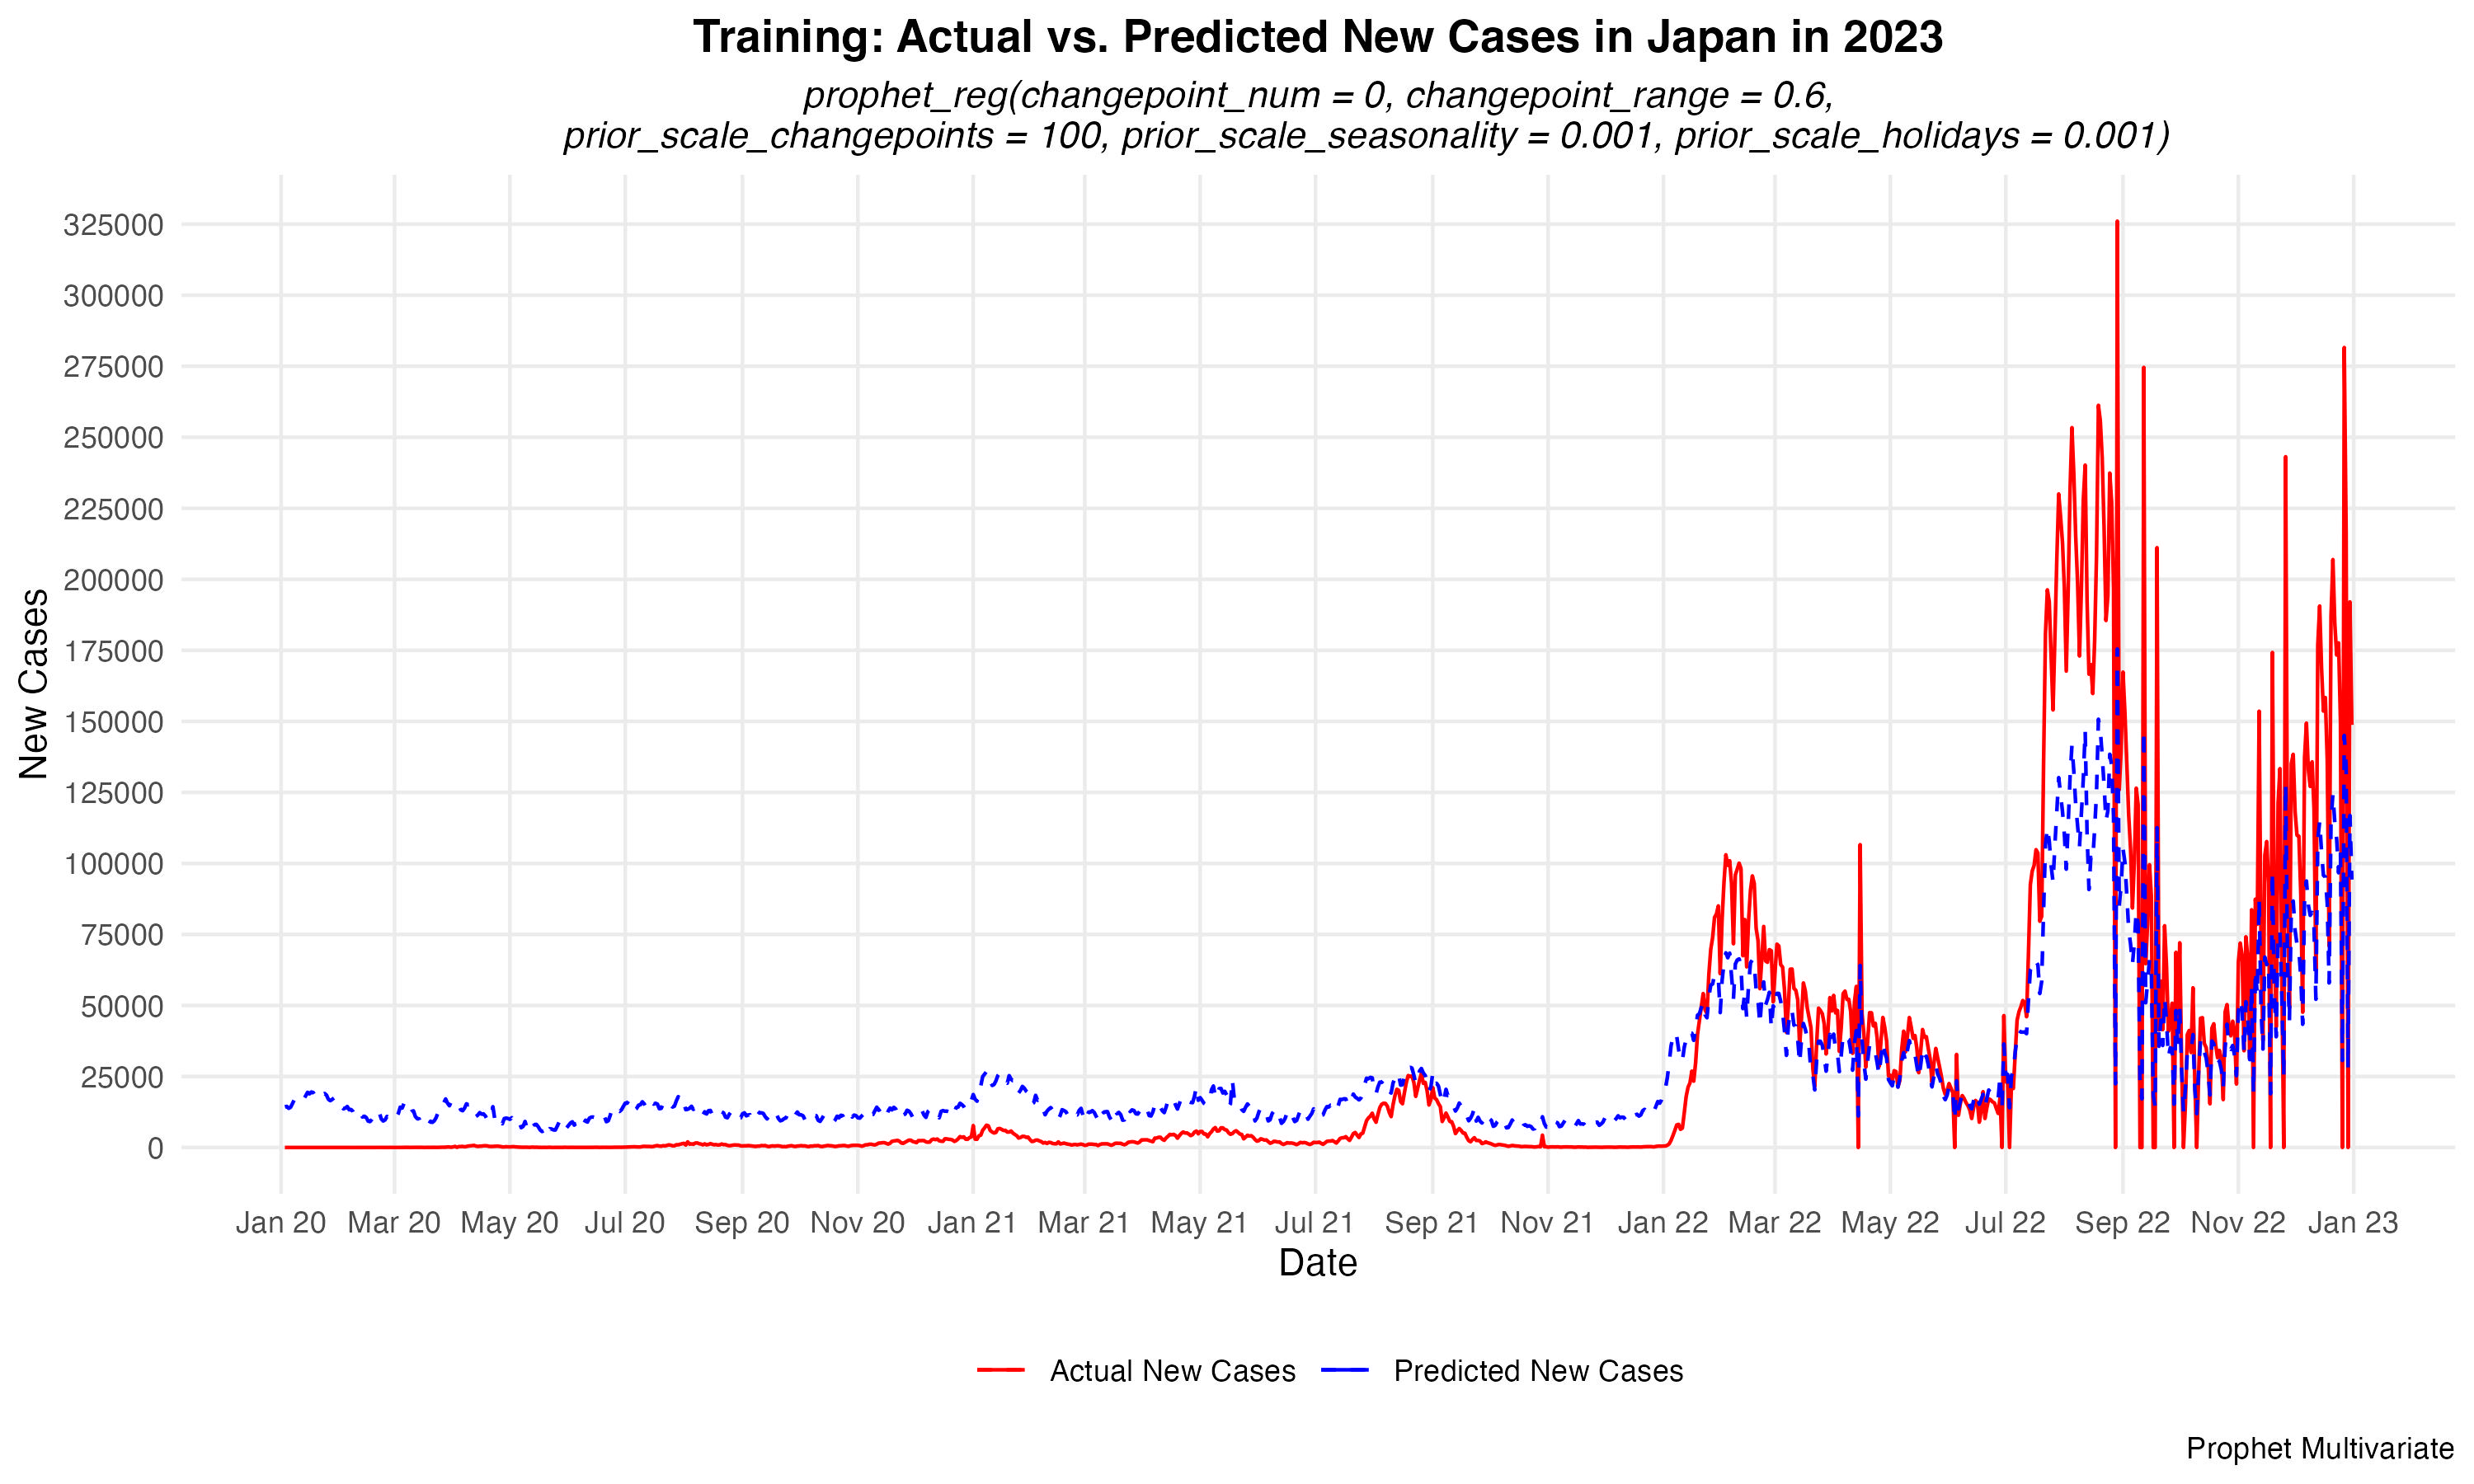 Training: Actual vs. Predicted New Cases in Japan in 2023
prophet_reg(changepoint_num = 0, changepoint_range = 0.6,
prior_scale_changepoints = 100, prior_scale_seasonality = 0.001, prior_scale_holidays = 0.001)
325000
300000
275000
250000
225000
200000
175000
150000
125000
100000
75000
50000
25000
0
New Cases
Jan 20 Mar 20 May 20 Jul 20 Sep 20 Nov 20 Jan 21 Mar 21 May 21 Jul 21 Sep 21 Nov 21 Jan 22 Mar 22 May 22 Jul 22 Sep 22 Nov 22 Jan 23
Date
Actual New Cases Predicted New Cases
Prophet Multivariate